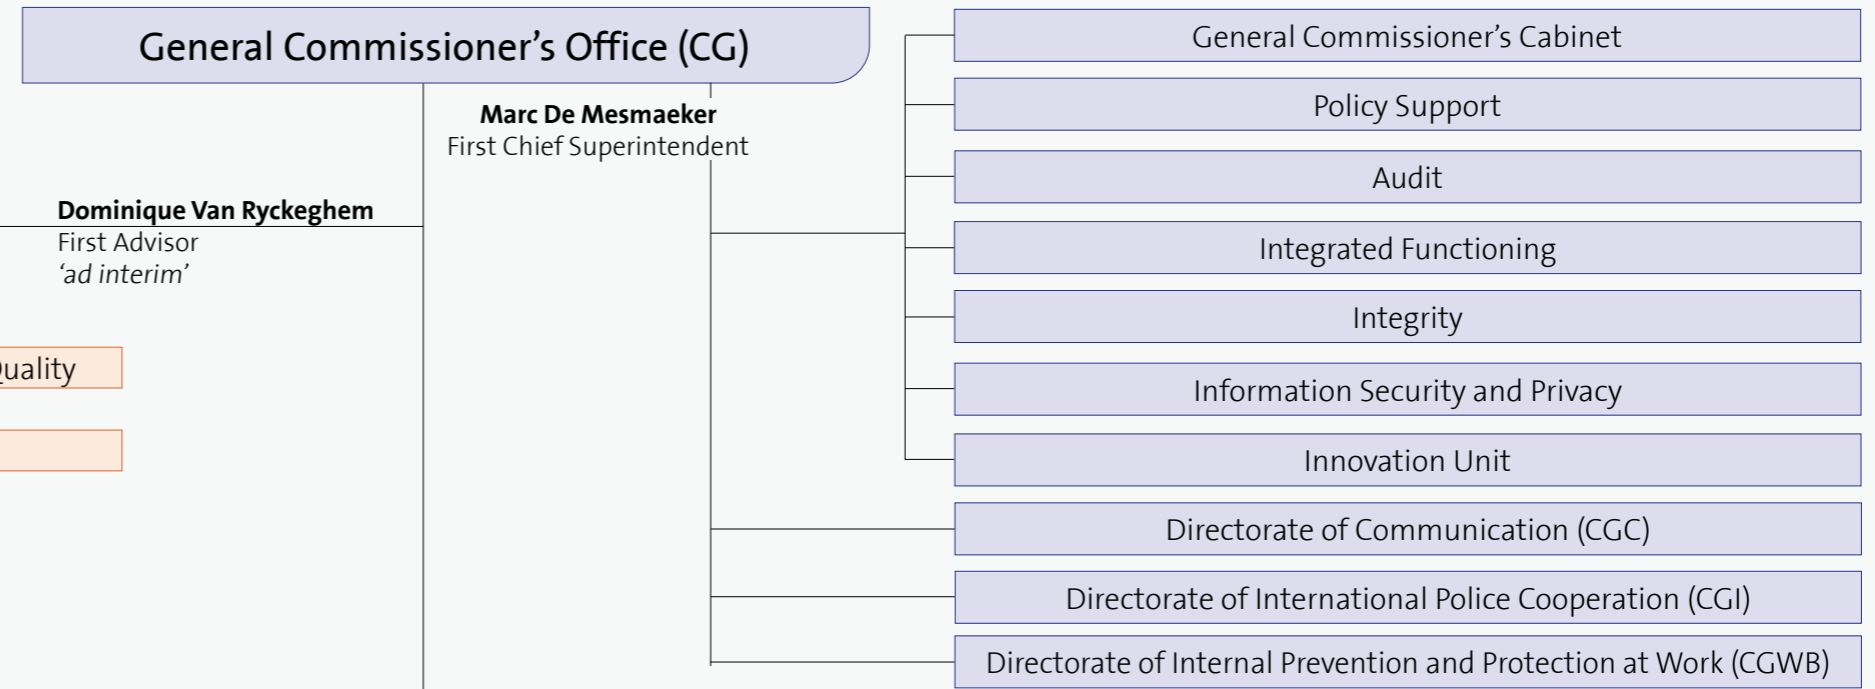 General Commissioner’s Office (CG)
Marc De Mesmaeker
First Chief Superintendent
Dominique Van Ryckeghem
First Advisor
‘ad interim’
Quality
General Commissioner’s Cabinet
Policy Support
Audit
Integrated Functioning
Integrity
Information Security and Privacy
Innovation Unit
Directorate of Communication (CGC)
Directorate of International Police Cooperation (CGI)
Directorate of Internal Prevention and Protection at Work (CGWB)